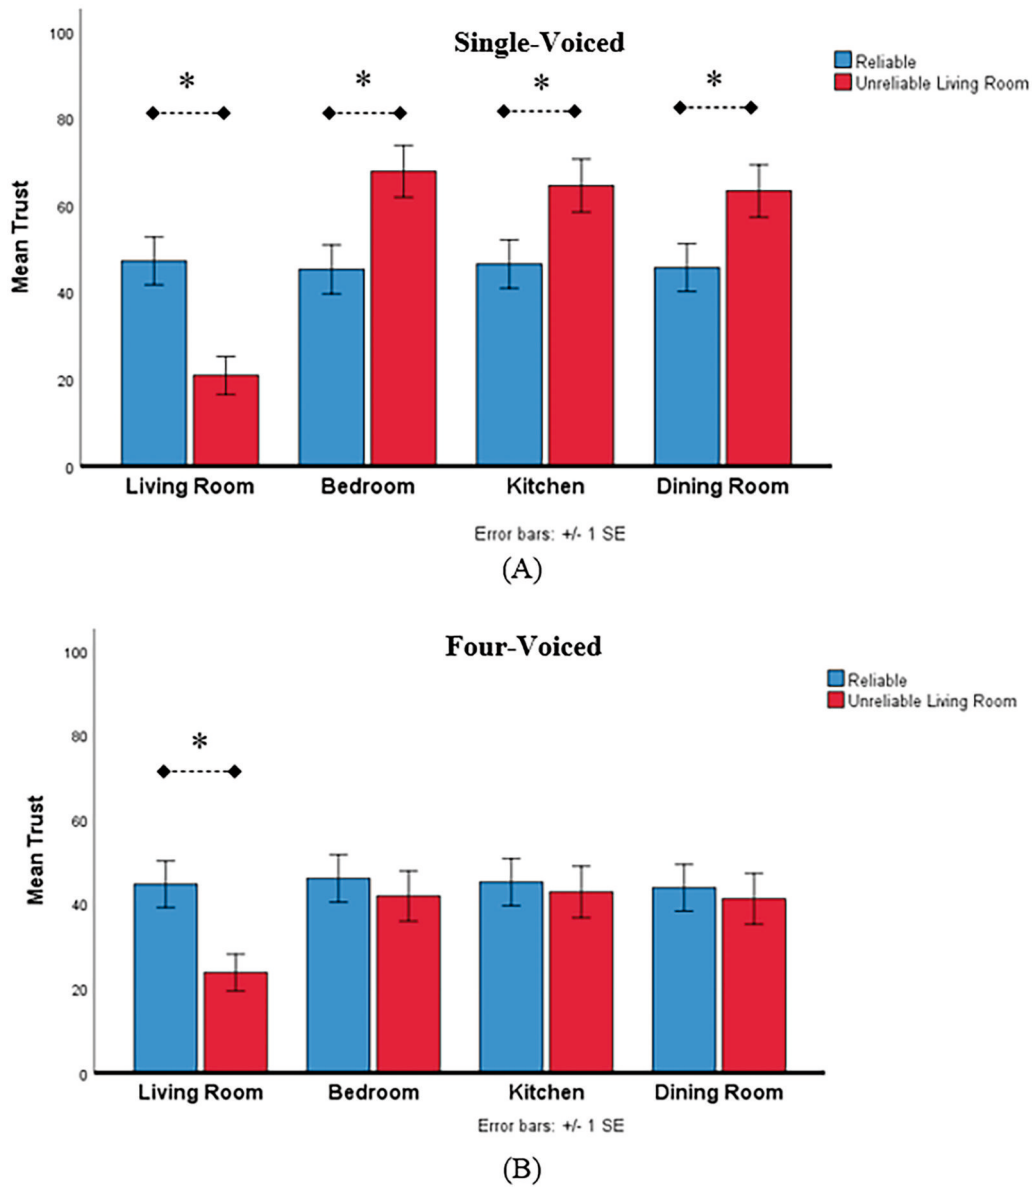 100
Single-Voiced
Reliable
Unreliable Living Room
*
*
*
*
80
60
40
20
0
Mean Trust
Living Room
Bedroom
Kitchen
Dining Room
Error bars: +/- 1 SE
(A)
Four-Voiced
100
Reliable
Unreliable Living Room
*
80
60
40
20
0
Mean Trust
Living Room
Bedroom
Kitchen
Dining Room
Error bars: +/- 1 SE
(B)